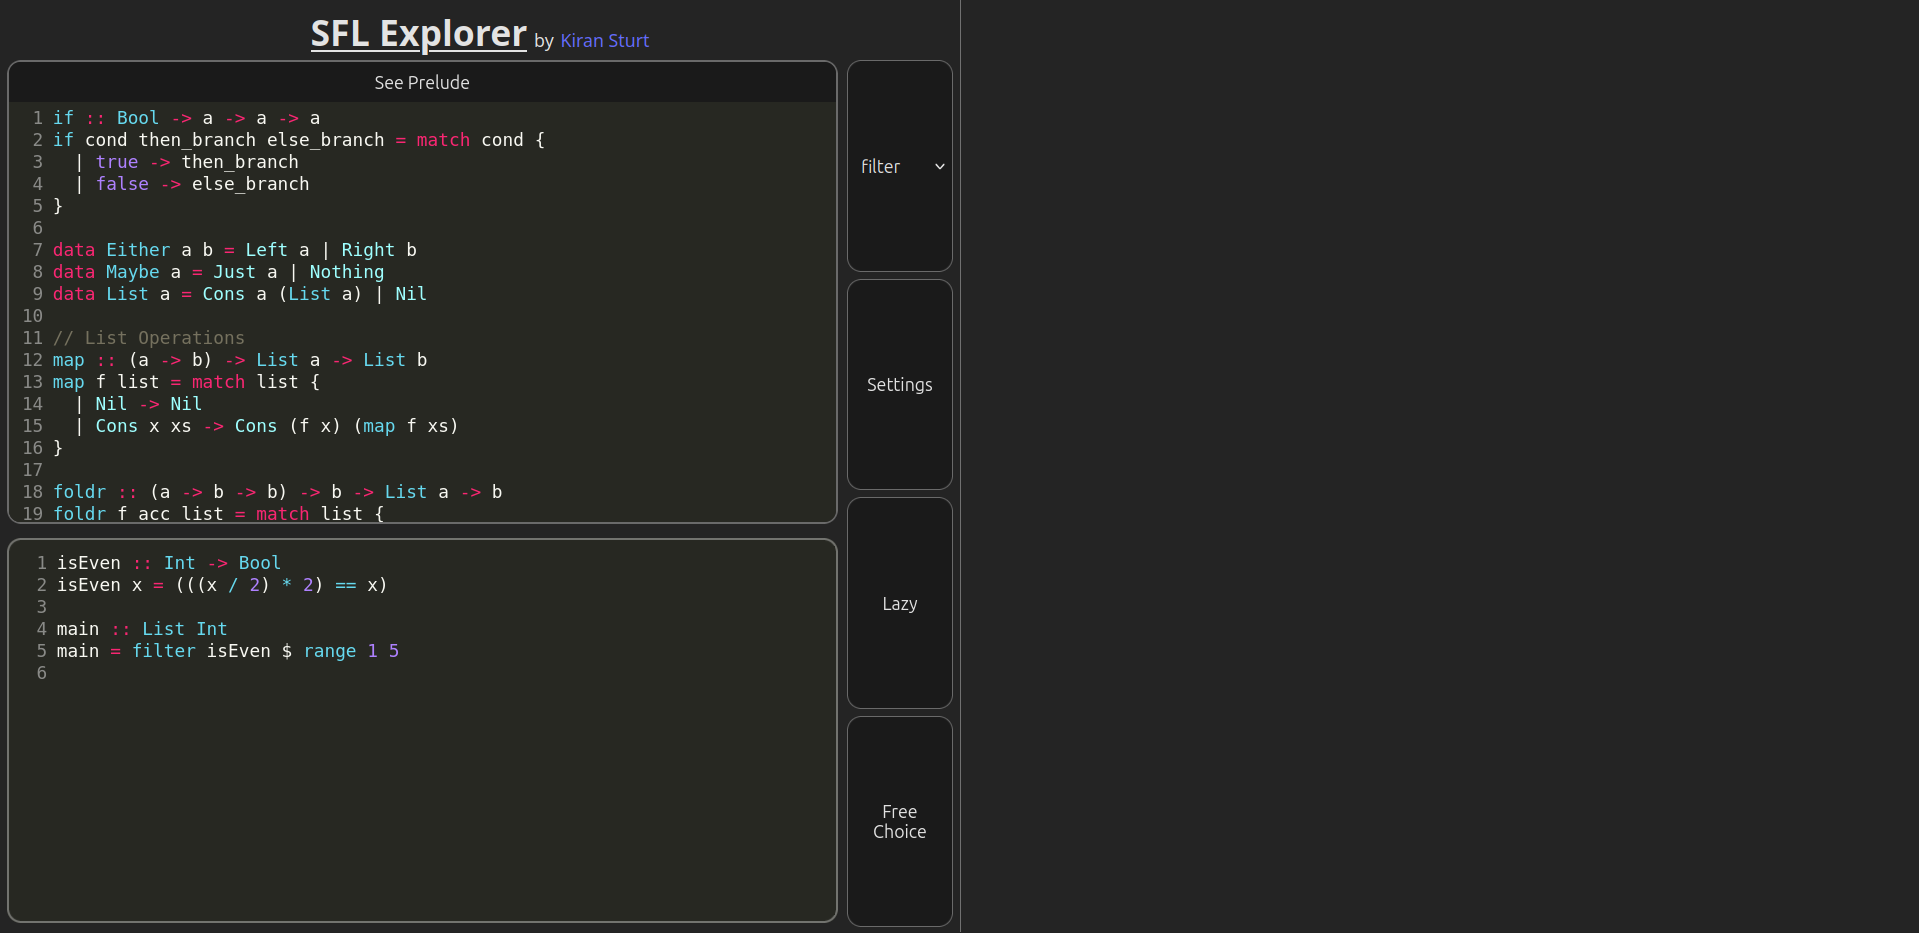 SFL Explorer by Kiran Sturt
See Prelude
1 if :: Bool -> a -> a -> a
2 if cond then_branch else_branch = match cond {
3   | true -> then_branch
4   | false -> else_branch
5 }
6
7 data Either a b = Left a | Right b
8 data Maybe a = Just a | Nothing
9 data List a = Cons a (List a) | Nil
10
11 // List Operations
12 map :: (a -> b) -> List a -> List b
13 map f list = match list {
14   | Nil -> Nil
15   | Cons x xs -> Cons (f x) (map f xs)
16 }
17
18 foldr :: (a -> b -> b) -> b -> List a -> b
19 foldr f acc list = match list {
1 isEven :: Int -> Bool
2 isEven x = (((x / 2) * 2) == x)
3
4 main :: List Int
5 main = filter isEven $ range 1 5
6
filter
Settings
Lazy
Free
Choice